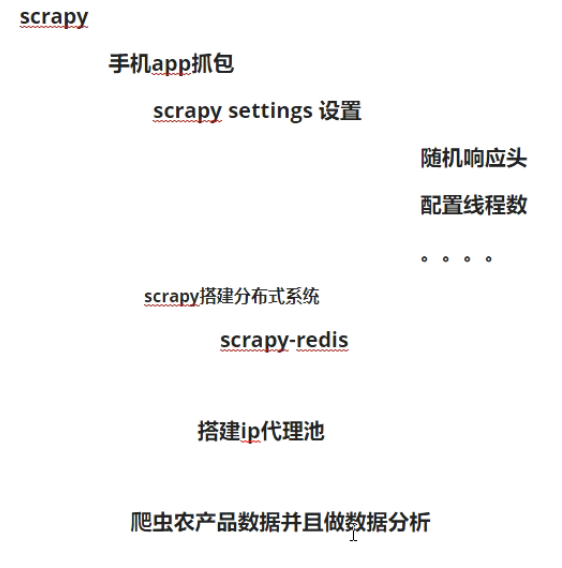 scrapy
手机app抓包
scrapy settings 设置
随机响应头
配置线程数
。。。。
scrapy搭建分布式系统
scrapy-redis
搭建ip代理池
爬虫农产品数据并且做数据分析